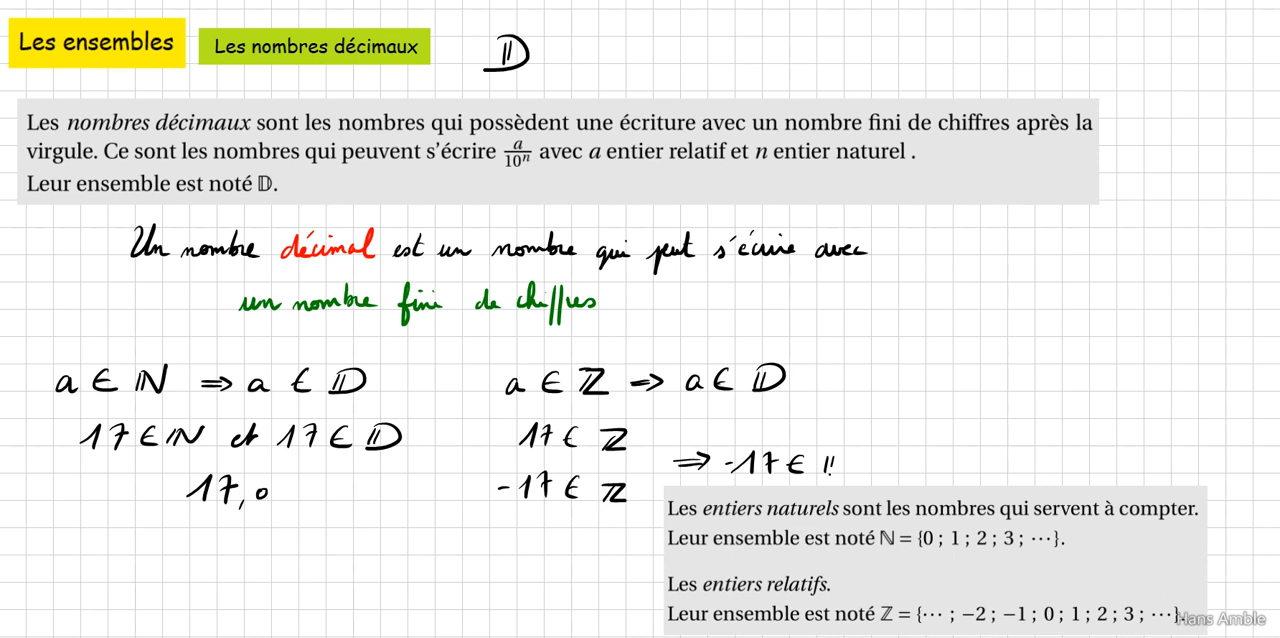 Les ensembles
Les nombres décimaux
𝔻
Les nombres décimaux sont les nombres qui possèdent une écriture avec un nombre fini de chiffres après la
virgule. Ce sont les nombres qui peuvent s'écrire a/10ⁿ avec a entier relatif et n entier naturel .
Leur ensemble est noté 𝔻.
Un nombre décimal est un nombre qui peut s'écrire avec
un nombre fini de chiffres
a ∈ ℕ ⇒ a ∈ 𝔻
a ∈ ℤ ⇒ a ∈ 𝔻
17 ∈ ℕ et 17 ∈ 𝔻
17 ∈ ℤ
⇒ -17 ∈
17,0
-17 ∈ ℤ
Les entiers naturels sont les nombres qui servent à compter.
Leur ensemble est noté ℕ = {0 ; 1 ; 2 ; 3 ; ⋯}.
Les entiers relatifs.
Leur ensemble est noté ℤ = {⋯ ; −2 ; −1 ; 0 ; 1 ; 2 ; 3 ; ⋯}.
Hans Amble